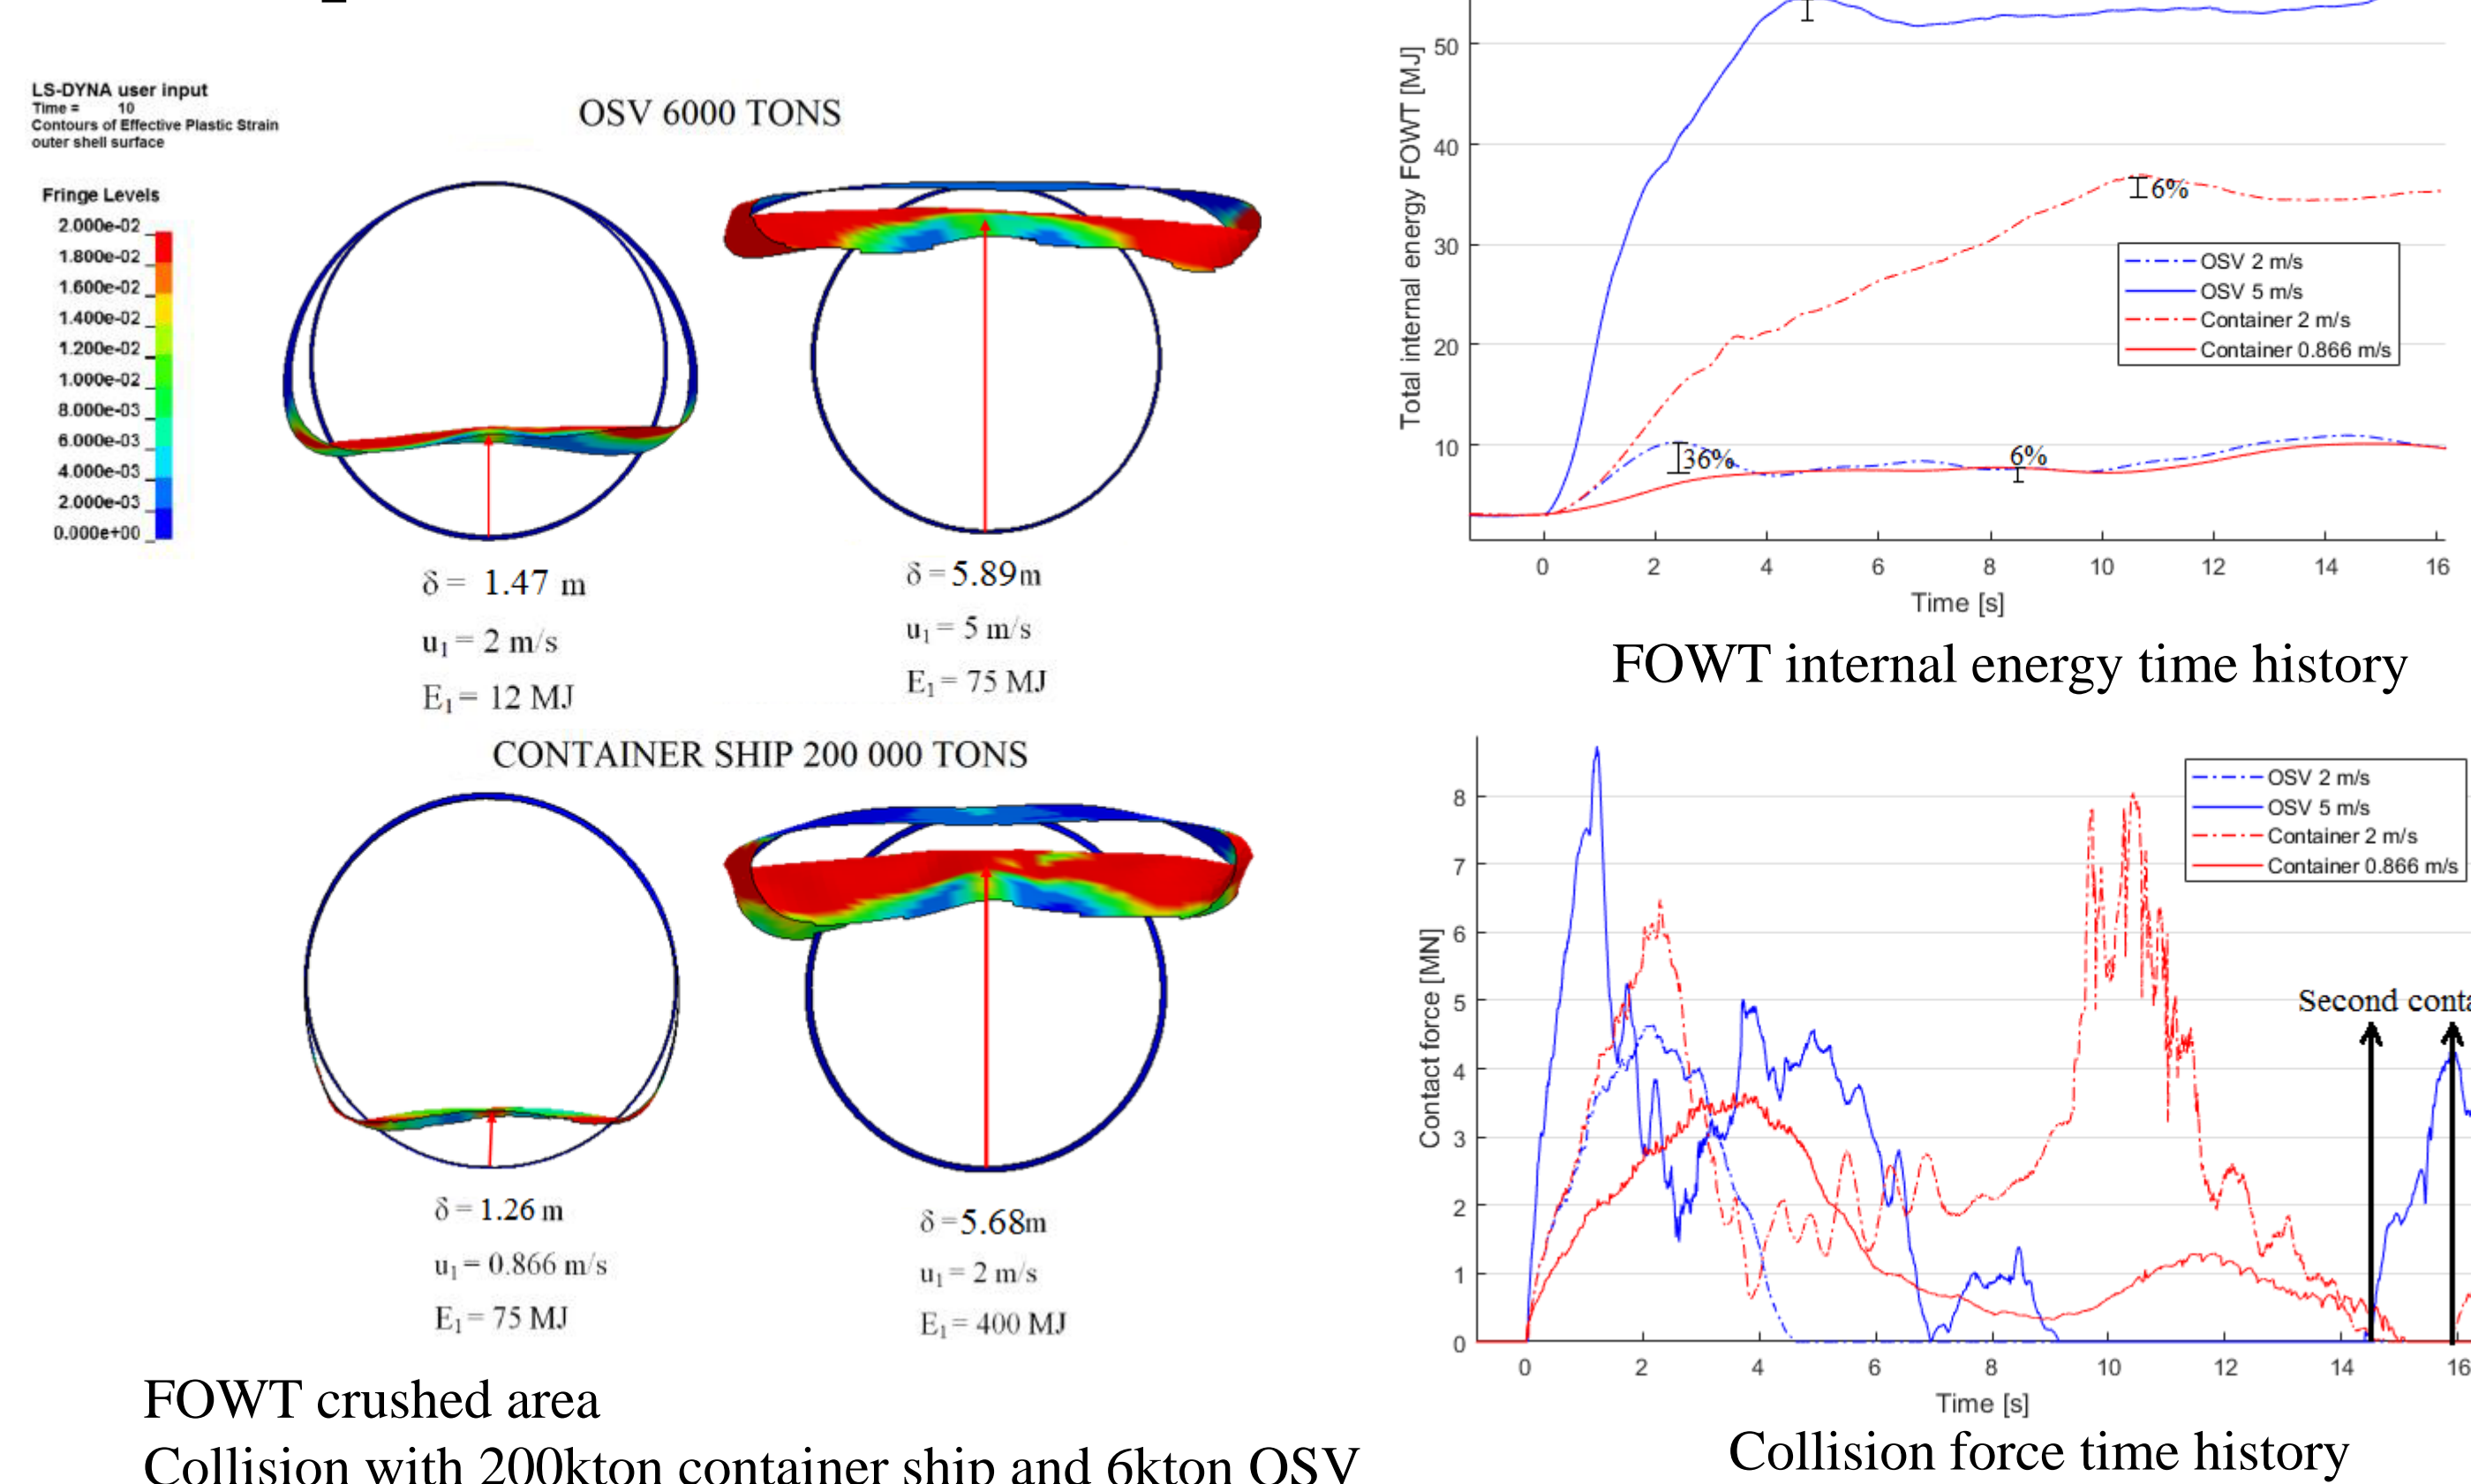 LS-DYNA user input
Time = 10
Contours of Effective Plastic Strain
outer shell surface
OSV 6000 TONS
Fringe Levels
2.000e-02
1.800e-02
1.600e-02
1.400e-02
1.200e-02
1.000e-02
8.000e-03
6.000e-03
4.000e-03
2.000e-03
0.000e+00
δ = 1.47 m
u₁ = 2 m/s
E₁ = 12 MJ
δ = 5.89m
u₁ = 5 m/s
E₁ = 75 MJ
CONTAINER SHIP 200 000 TONS
δ = 1.26 m
u₁ = 0.866 m/s
E₁ = 75 MJ
δ = 5.68m
u₁ = 2 m/s
E₁ = 400 MJ
FOWT crushed area
Collision with 200kton container ship and 6kton OSV
Total internal energy FOWT [MJ]
50
40
30
20
10
6%
36%
6%
OSV 2 m/s
OSV 5 m/s
Container 2 m/s
Container 0.866 m/s
0 2 4 6 8 10 12 14 16
Time [s]
FOWT internal energy time history
Contact force [MN]
8
7
6
5
4
3
2
1
0
OSV 2 m/s
OSV 5 m/s
Container 2 m/s
Container 0.866 m/s
Second conta
0 2 4 6 8 10 12 14 16
Time [s]
Collision force time history